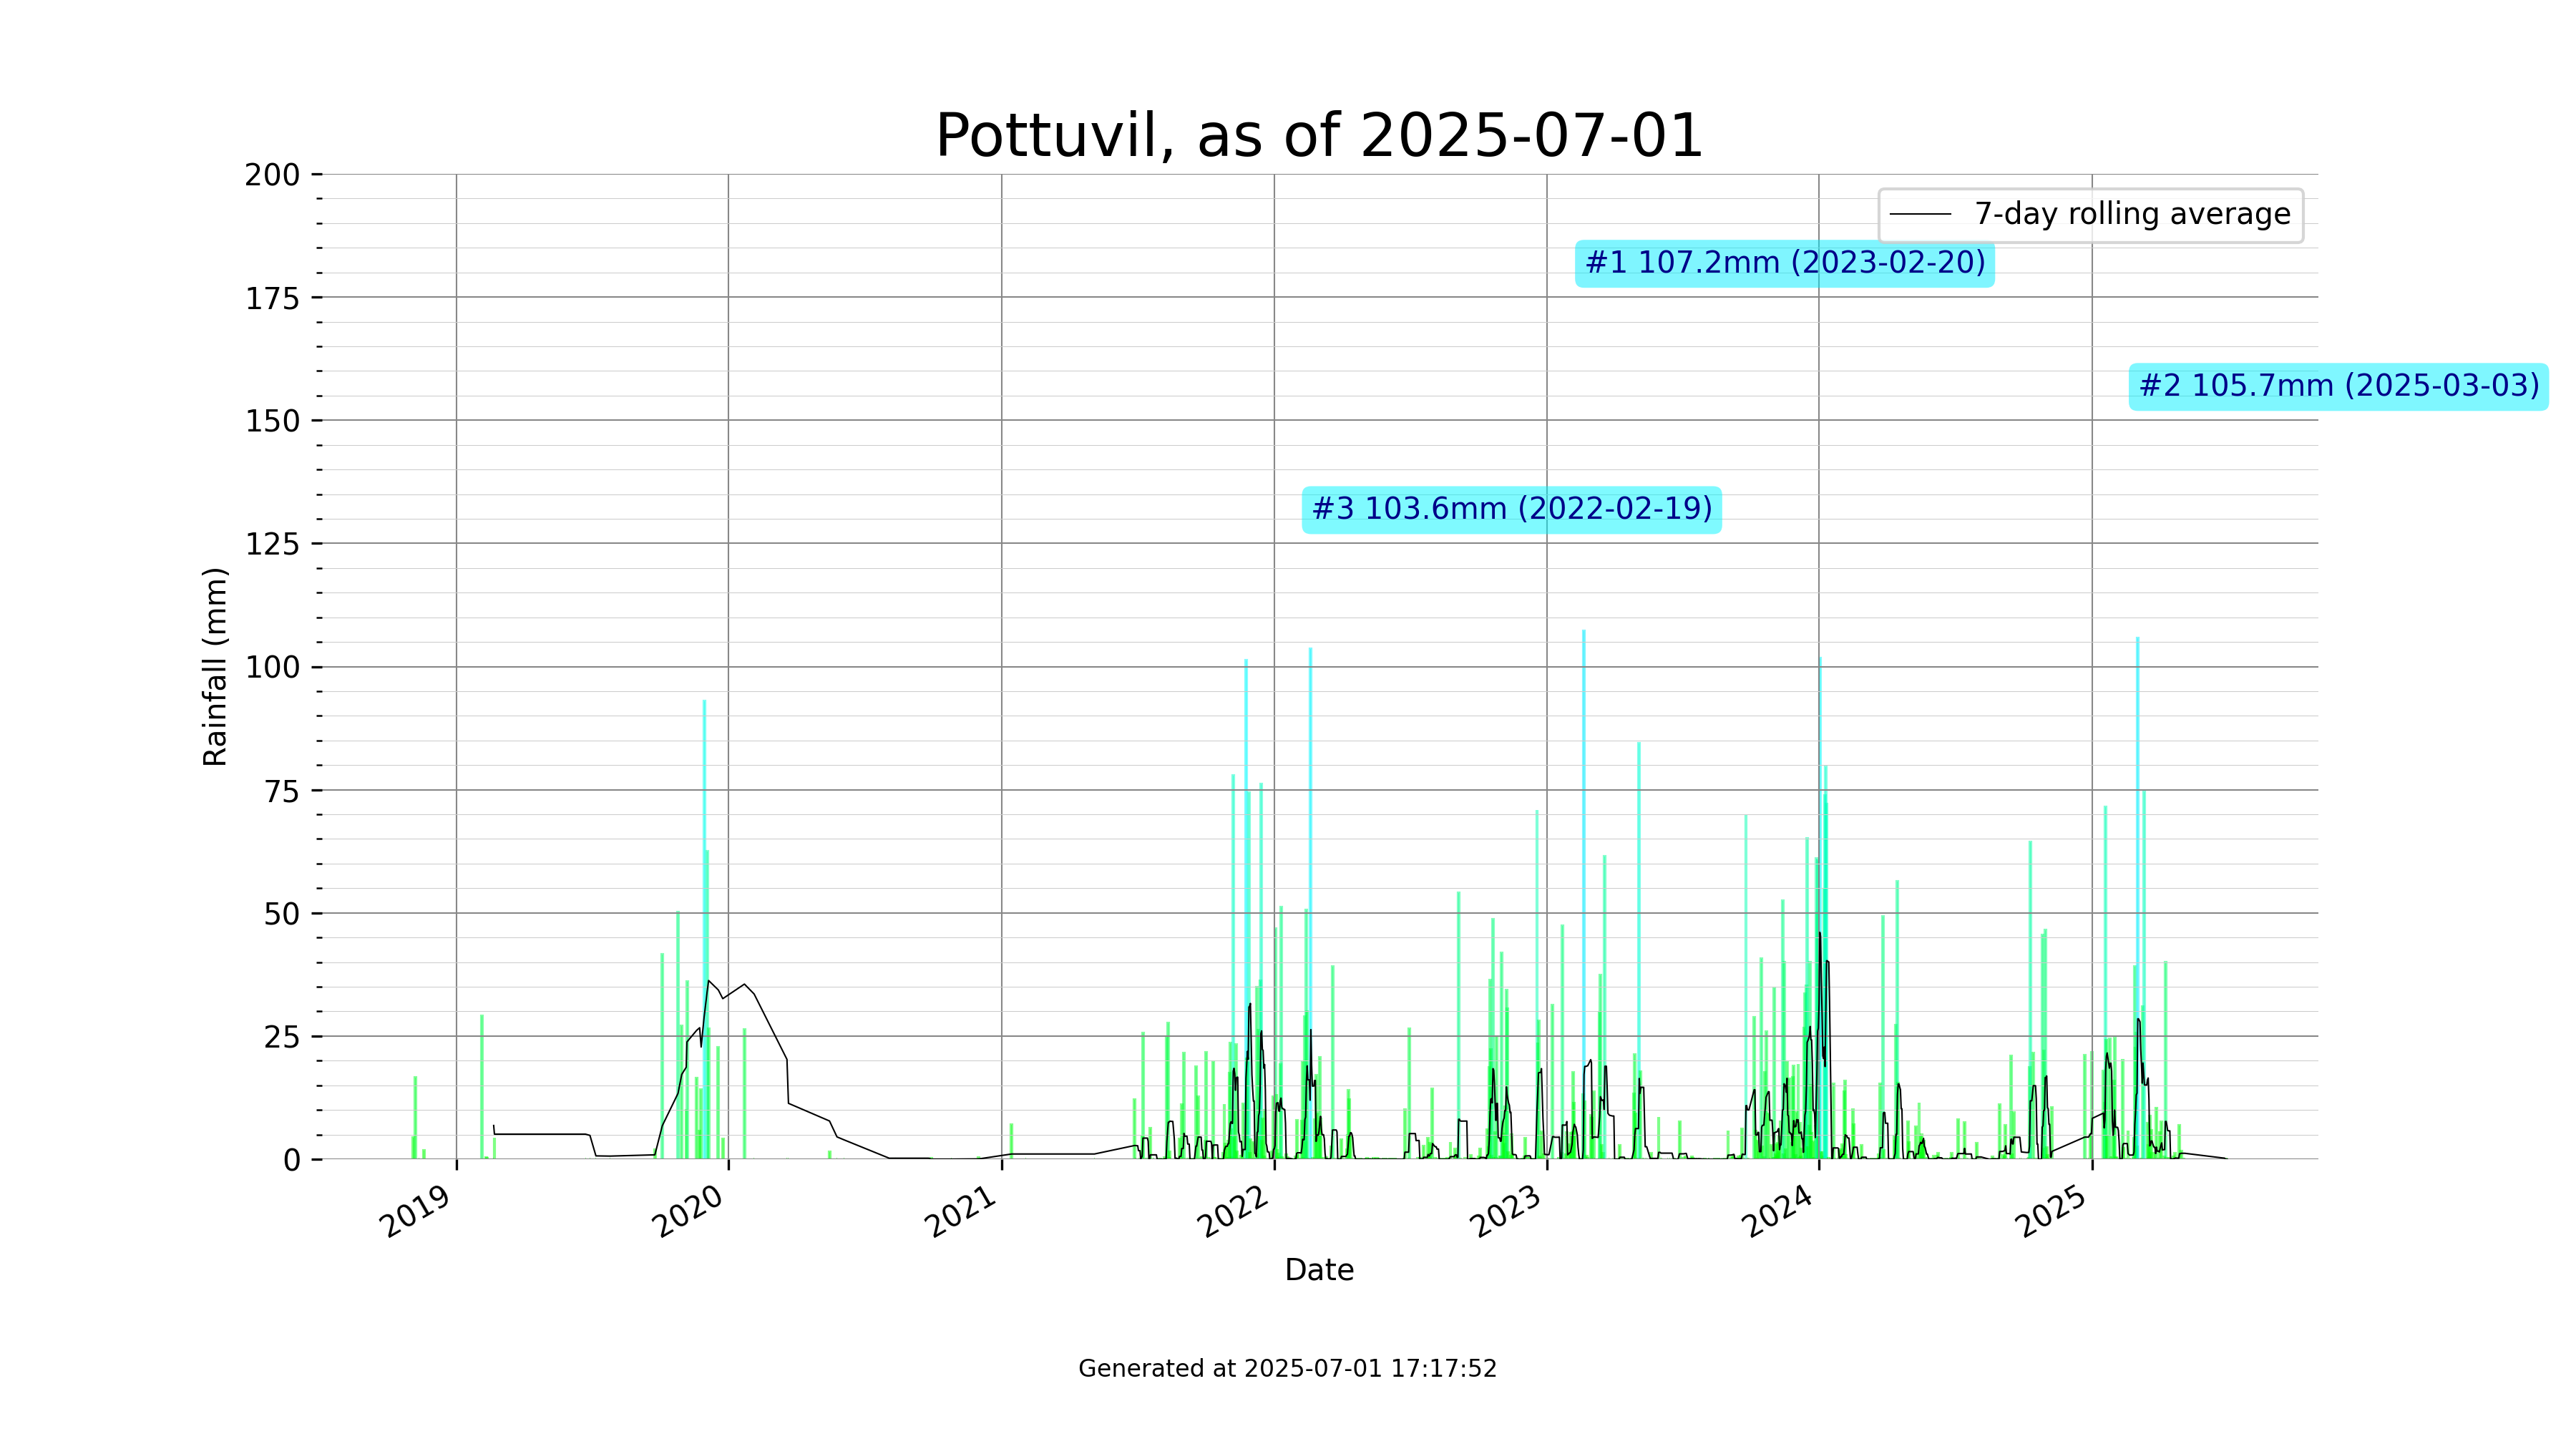 Pottuvil, as of 2025-07-01
200
175
150
125
100
75
50
25
0
Rainfall (mm)
7-day rolling average
#1 107.2mm (2023-02-20)
#2 105.7mm (2025-03-03)
#3 103.6mm (2022-02-19)
2019
2020
2021
2022
2023
2024
2025
Date
Generated at 2025-07-01 17:17:52